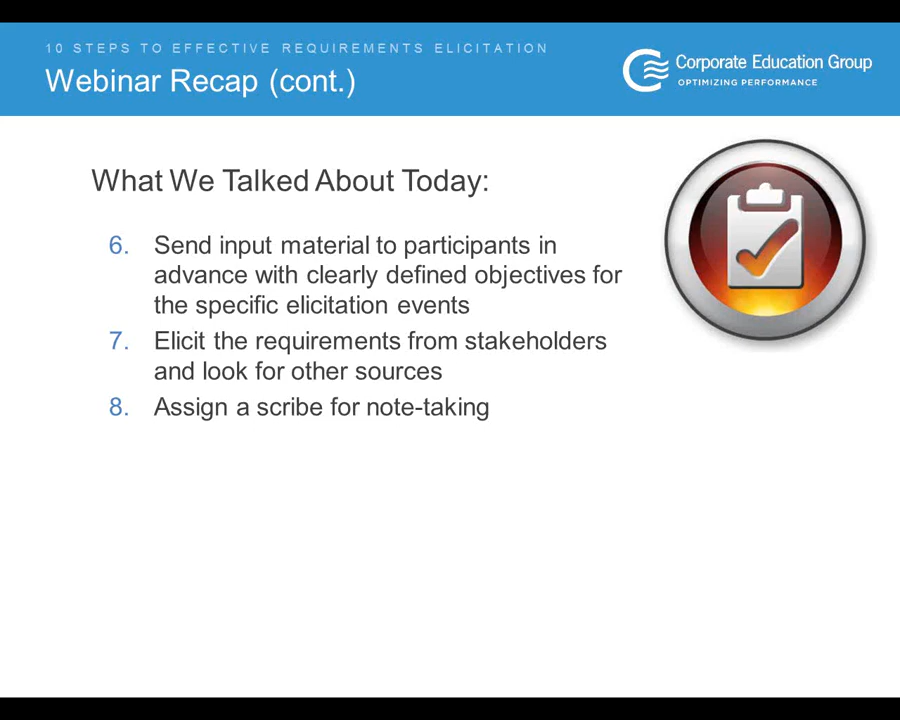 10 STEPS TO EFFECTIVE REQUIREMENTS ELICITATION
Webinar Recap (cont.)
Corporate Education Group
OPTIMIZING PERFORMANCE
What We Talked About Today:
6. Send input material to participants in
advance with clearly defined objectives for
the specific elicitation events
7. Elicit the requirements from stakeholders
and look for other sources
8. Assign a scribe for note-taking